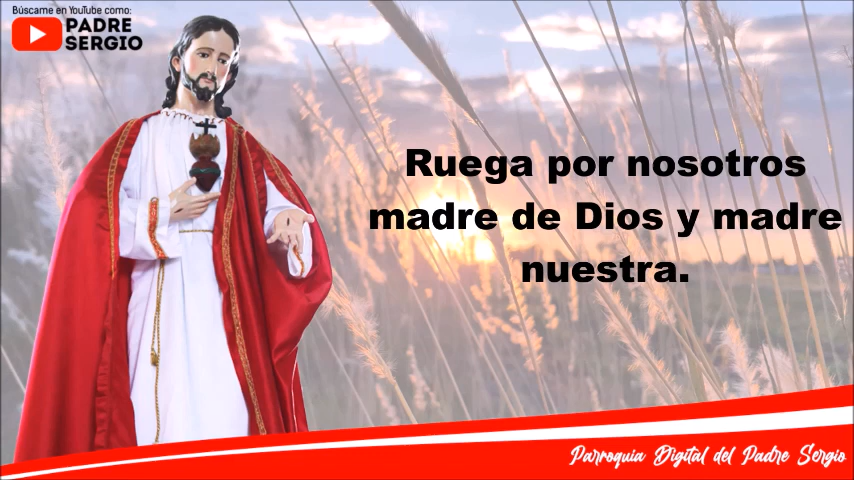 Búscame en YouTube como:
PADRE
SERGIO
Ruega por nosotros
madre de Dios y madre
nuestra.
Parroquia Digital del Padre Sergio